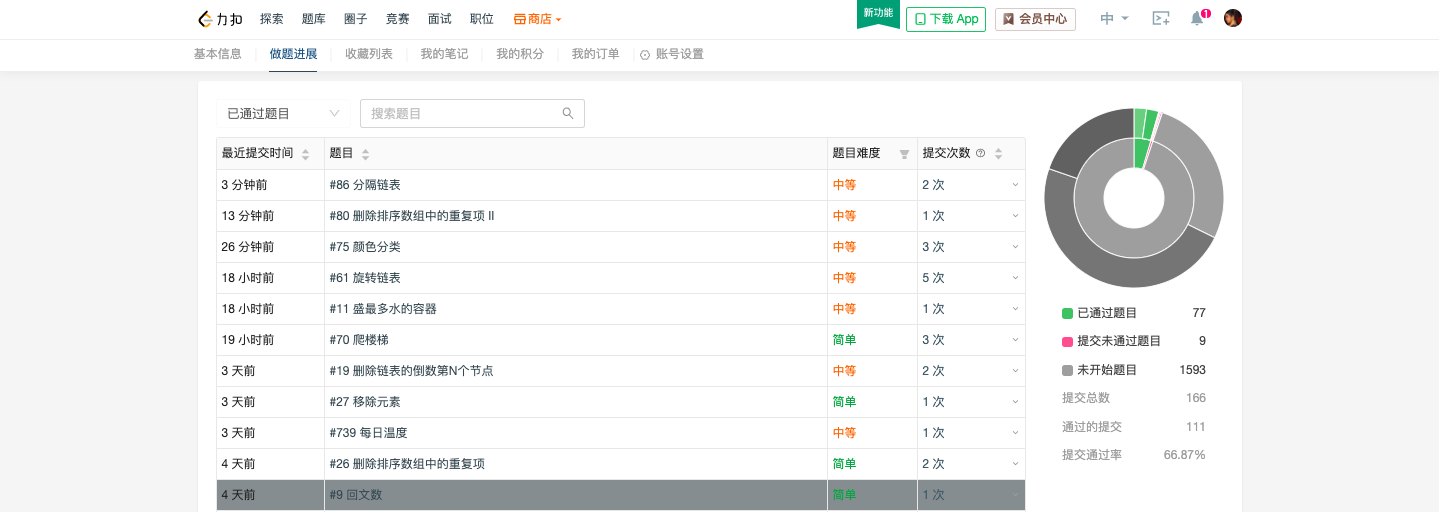 力扣 探索 题库 圈子 竞赛 面试 职位 商店 新功能 下载 App 会员中心 中 1
基本信息 做题进展 收藏列表 我的笔记 我的积分 我的订单 账号设置
已通过题目 搜索题目
最近提交时间 题目 题目难度 提交次数
3 分钟前 #86 分隔链表 中等 2 次
13 分钟前 #80 删除排序数组中的重复项 II 中等 1 次
26 分钟前 #75 颜色分类 中等 3 次
18 小时前 #61 旋转链表 中等 5 次
18 小时前 #11 盛最多水的容器 中等 1 次
19 小时前 #70 爬楼梯 简单 3 次
3 天前 #19 删除链表的倒数第N个节点 中等 2 次
3 天前 #27 移除元素 简单 1 次
3 天前 #739 每日温度 中等 1 次
4 天前 #26 删除排序数组中的重复项 简单 2 次
4 天前 #9 回文数 简单 1 次
已通过题目 77
提交未通过题目 9
未开始题目 1593
提交总数 166
通过的提交 111
提交通过率 66.87%